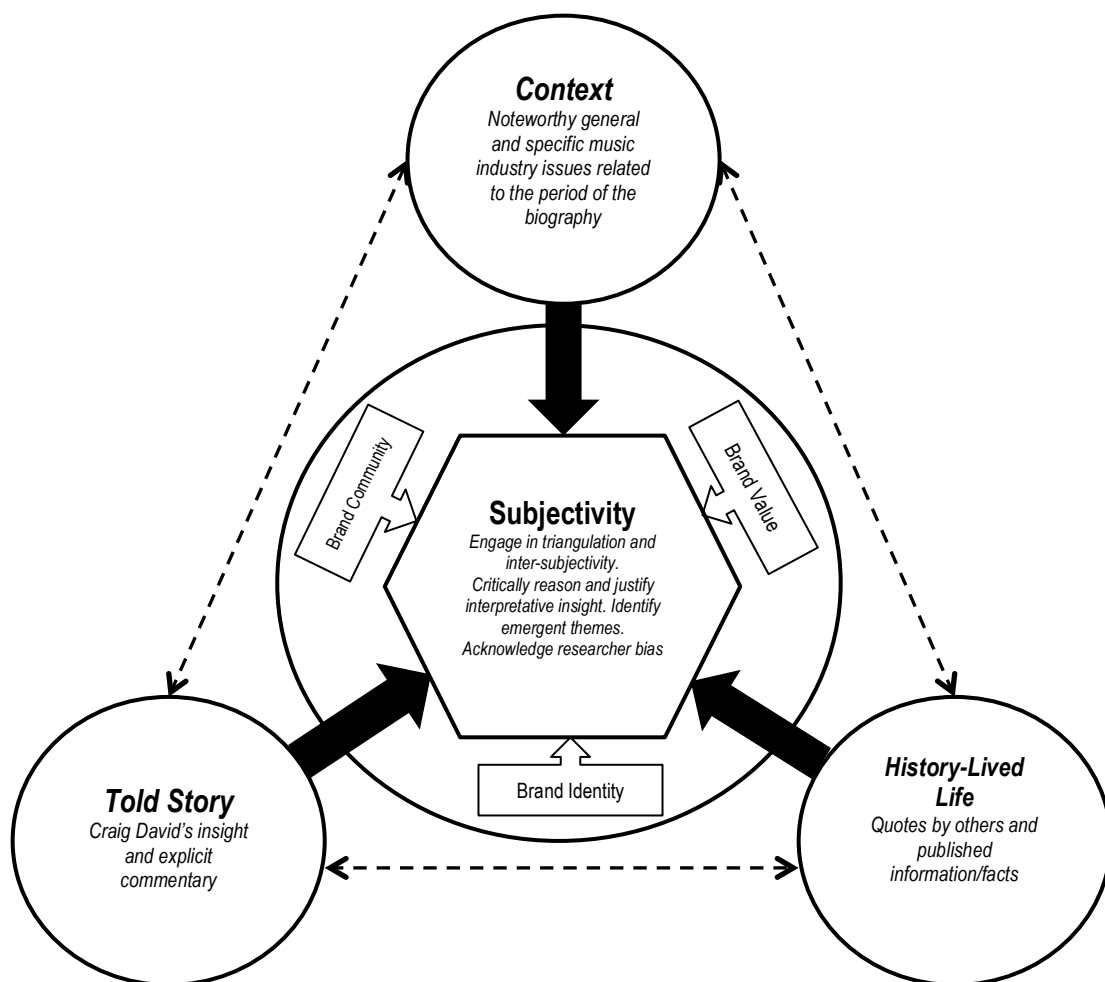 Context
Noteworthy general
and specific music
industry issues related
to the period of the
biography
Brand Community
Brand Value
Subjectivity
Engage in triangulation and
inter-subjectivity.
Critically reason and justify
interpretative insight. Identify
emergent themes.
Acknowledge researcher bias
Brand Identity
Told Story
Craig David's insight
and explicit
commentary
History-Lived
Life
Quotes by others and
published
information/facts